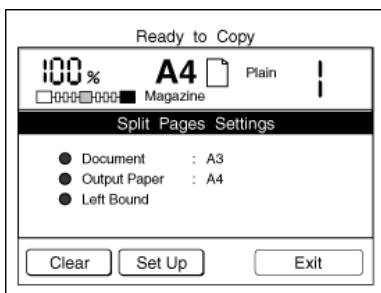 Ready to Copy
100 % A4 Plain 1
Magazine
Split Pages Settings
Document : A3
Output Paper : A4
Left Bound
Clear Set Up Exit